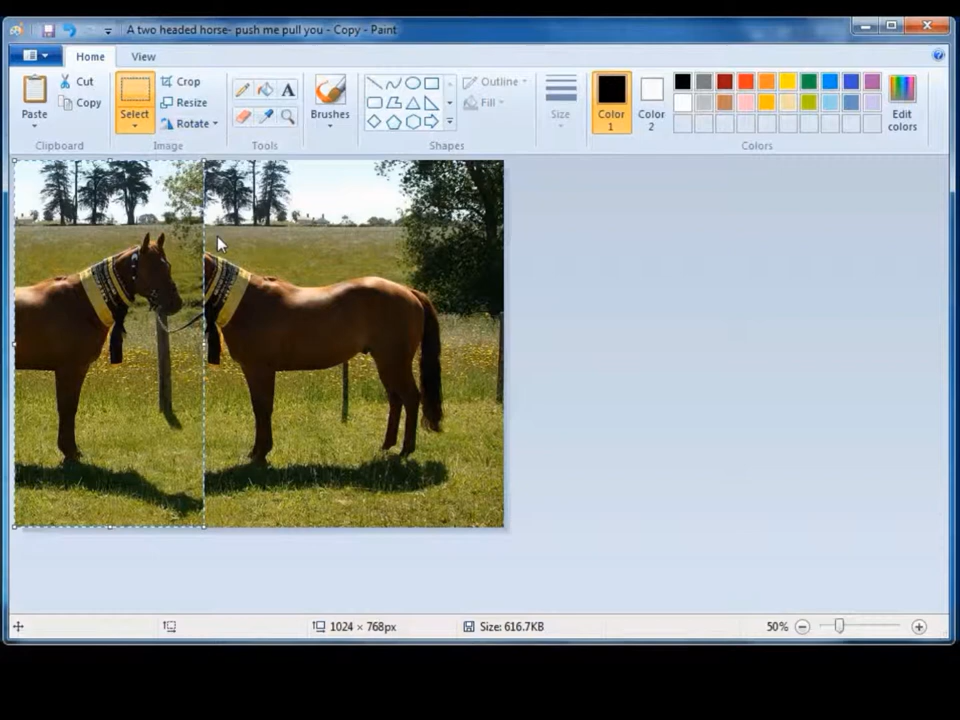 A two headed horse- push me pull you - Copy - Paint
Home View
Paste
Cut
Copy
Clipboard
Select
Crop
Resize
Rotate
Image
A
Tools
Brushes
Outline
Fill
Shapes
Size
Color 1
Color 2
Edit colors
Colors
1024 × 768px
Size: 616.7KB
50%